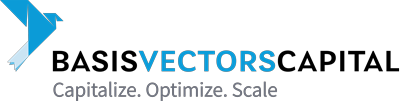 BASISVECTORSCAPITAL
Capitalize. Optimize. Scale